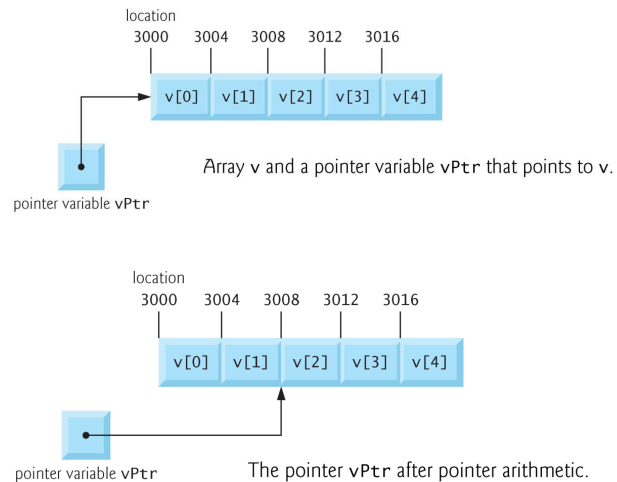 location
3000 3004 3008 3012 3016
v[0] v[1] v[2] v[3] v[4]
Array v and a pointer variable vPtr that points to v.
pointer variable vPtr
location
3000 3004 3008 3012 3016
v[0] v[1] v[2] v[3] v[4]
pointer variable vPtr
The pointer vPtr after pointer arithmetic.